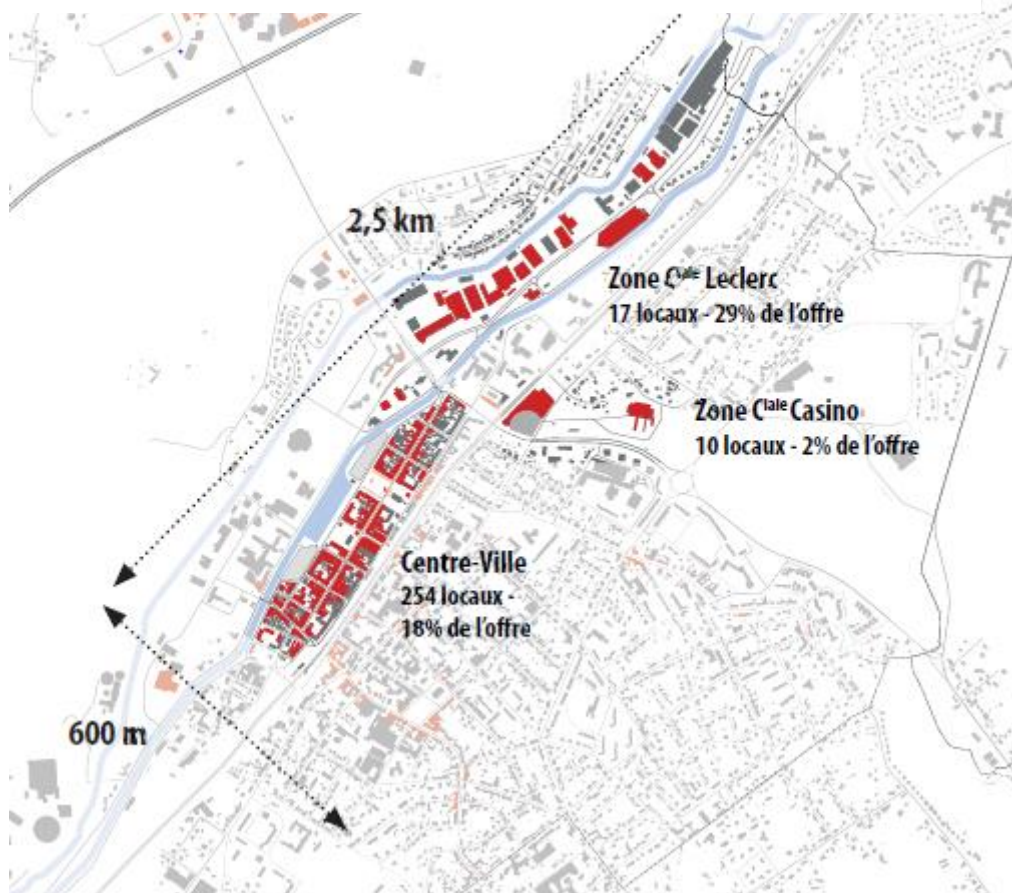 2,5 km
Zone Ciale Leclerc
17 locaux - 29% de l'offre
Zone Ciale Casino
10 locaux - 2% de l'offre
Centre-Ville
254 locaux -
18% de l'offre
600 m